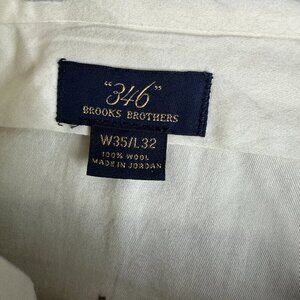 "346"
BROOKS BROTHERS
W35/L32
100% WOOL
MADE IN JORDAN